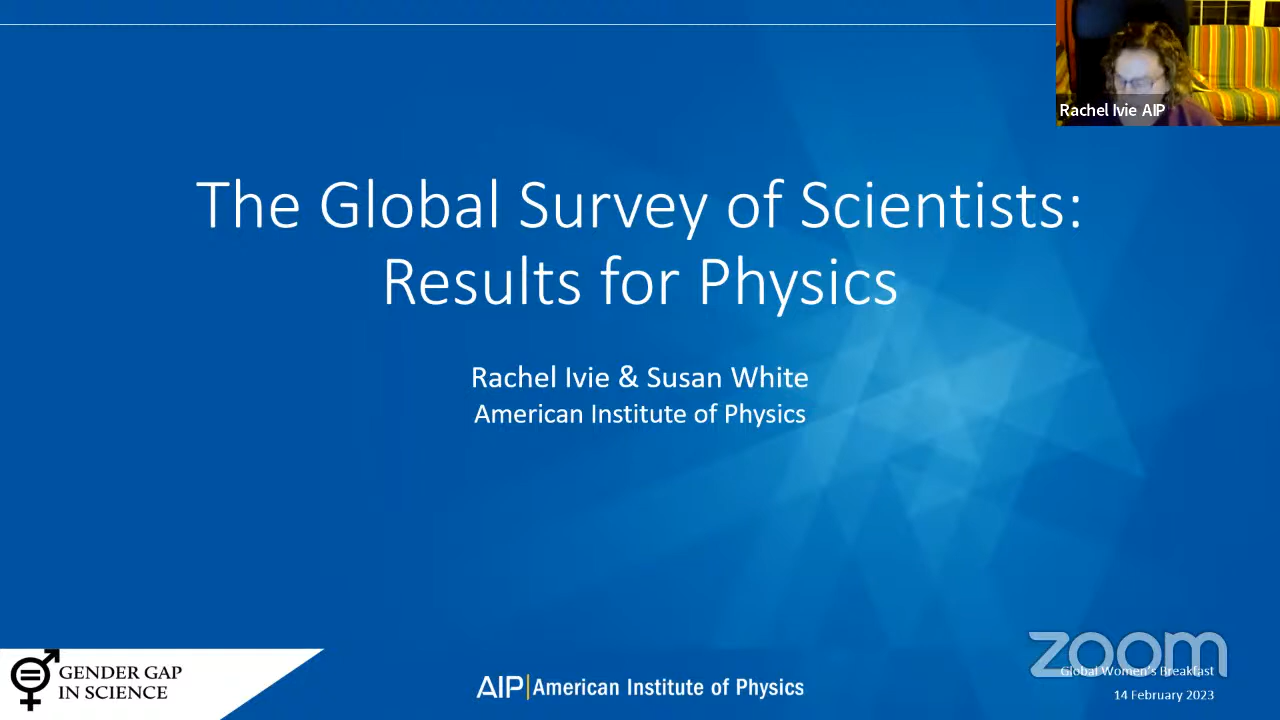 Rachel Ivie AIP
The Global Survey of Scientists:
Results for Physics
Rachel Ivie & Susan White
American Institute of Physics
GENDER GAP
IN SCIENCE
AIP American Institute of Physics
zoom
Global Women's Breakfast
14 February 2023